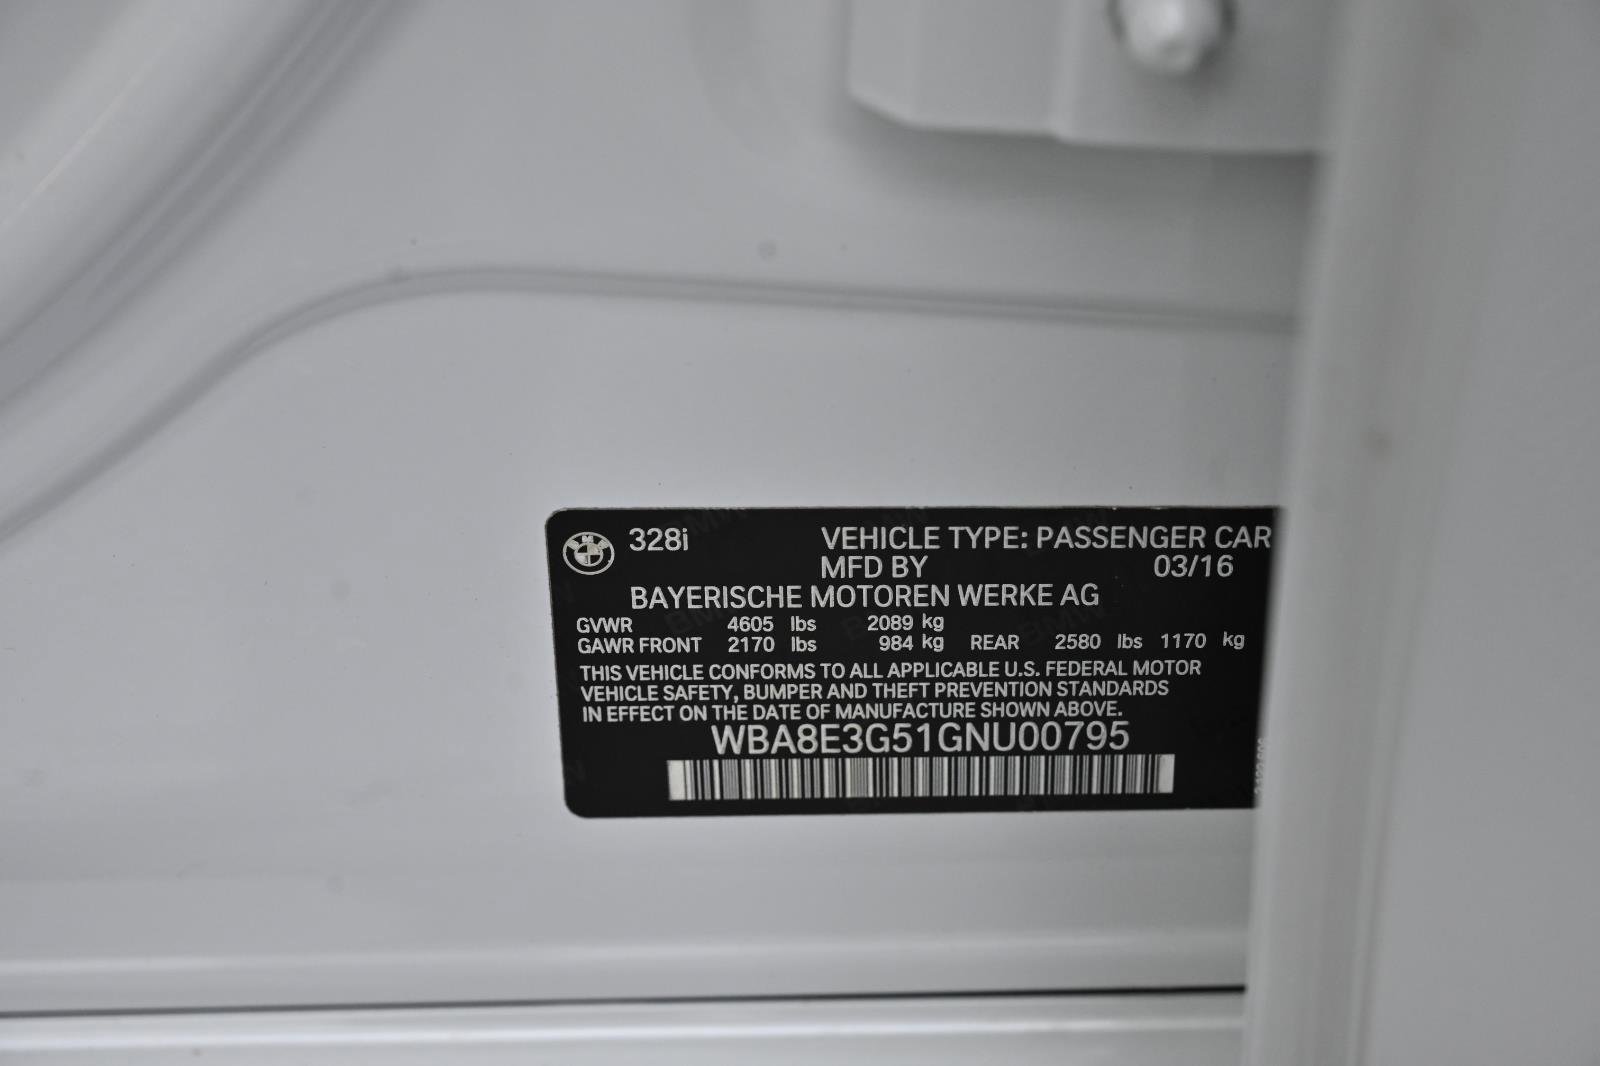 328i VEHICLE TYPE: PASSENGER CAR
MFD BY 03/16
BAYERISCHE MOTOREN WERKE AG
GVWR 4605 lbs 2089 kg
GAWR FRONT 2170 lbs 984 kg REAR 2580 lbs 1170 kg
THIS VEHICLE CONFORMS TO ALL APPLICABLE U.S. FEDERAL MOTOR
VEHICLE SAFETY, BUMPER AND THEFT PREVENTION STANDARDS
IN EFFECT ON THE DATE OF MANUFACTURE SHOWN ABOVE.
WBA8E3G51GNU00795